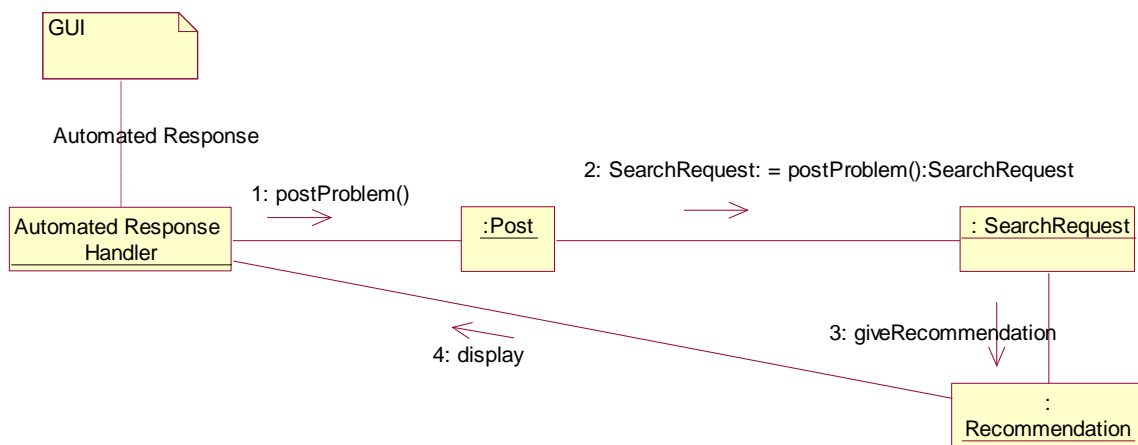 GUI
Automated Response
2: SearchRequest: = postProblem():SearchRequest
1: postProblem()
Automated Response
Handler
:Post
: SearchRequest
3: giveRecommendation
4: display
:
Recommendation